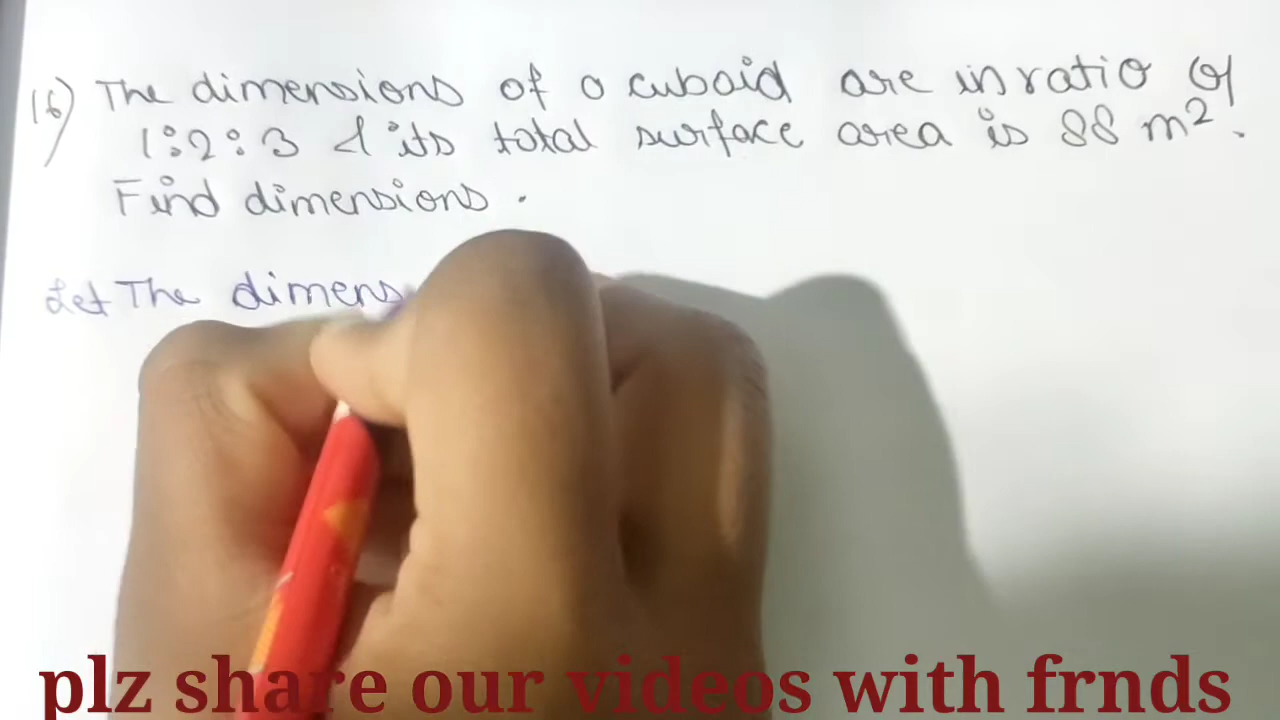 16) The dimensions of a cuboid are in ratio of
1:2:3 & its total surface area is 88 m².
Find dimensions.
Let The dimens
plz share our videos with frnds